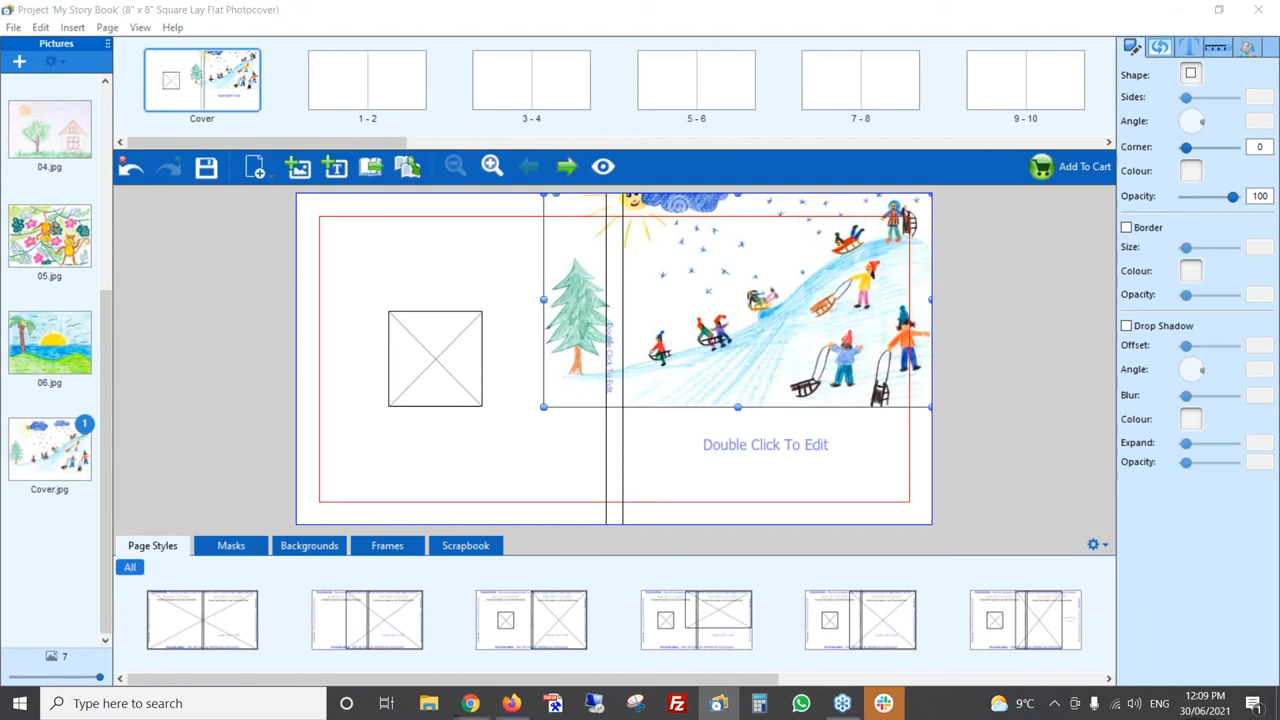 Project 'My Story Book' (8" x 8" Square Lay Flat Photocover)
File Edit Insert Page View Help
Pictures
04.jpg
05.jpg
06.jpg
1
Cover.jpg
7
Cover
1 - 2
3 - 4
5 - 6
7 - 8
9 - 10
Add To Cart
Double Click To Edit
Double Click To Edit
Page Styles Masks Backgrounds Frames Scrapbook
All
Shape:
Sides:
Angle:
Corner: 0
Colour:
Opacity: 100
Border
Size:
Colour:
Opacity:
Drop Shadow
Offset:
Angle:
Blur:
Colour:
Expand:
Opacity:
Type here to search
9°C
12:09 PM
30/06/2021